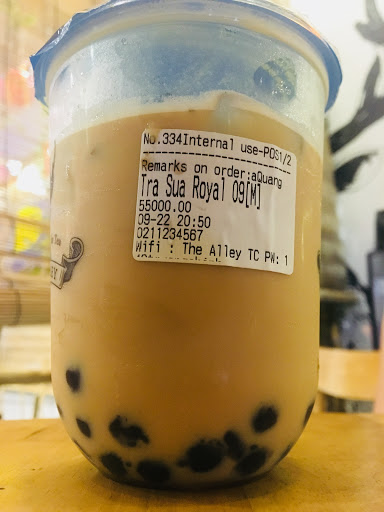 No.334Internal use-POS1/2
Remarks on order:aQuang
Tra Sua Royal 09[M]
55000.00
09-22 20:50
0211234567
Wifi : The Alley TC PW: 1